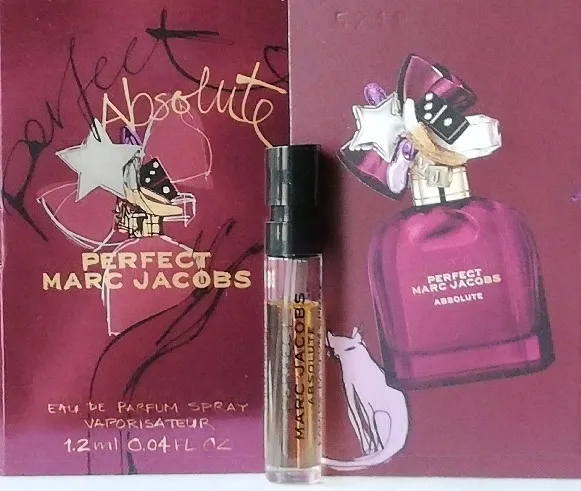 perfect
Absolute
PERFECT
MARC JACOBS
EAU DE PARFUM SPRAY
VAPORISATEUR
1.2 ml 0.04 FL OZ
MARC JACOBS
ABSOLUTE
PERFECT
MARC JACOBS
ABSOLUTE